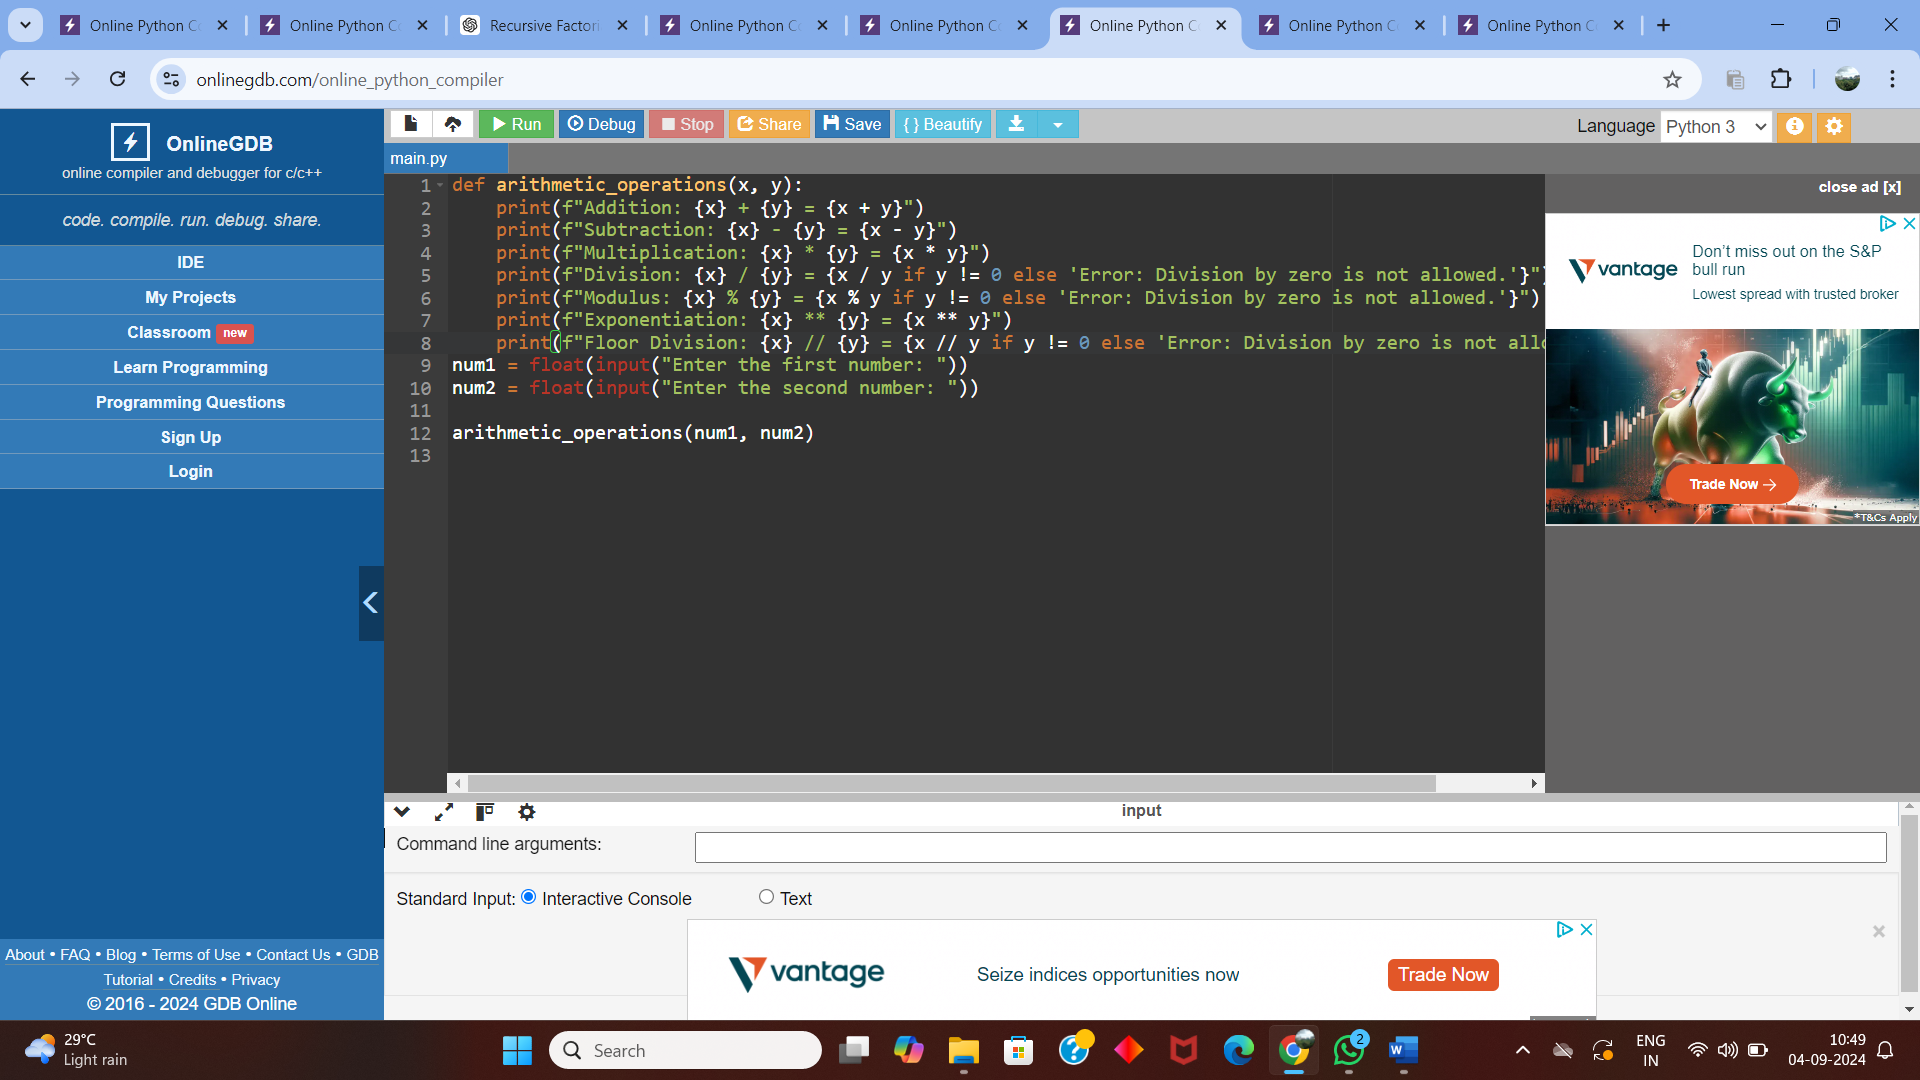 Online Python C
Online Python C
Recursive Factori
Online Python C
Online Python C
Online Python C
Online Python C
Online Python C
onlinegdb.com/online_python_compiler
OnlineGDB
online compiler and debugger for c/c++
code. compile. run. debug. share.
IDE
My Projects
Classroom new
Learn Programming
Programming Questions
Sign Up
Login
About • FAQ • Blog • Terms of Use • Contact Us • GDB
Tutorial • Credits • Privacy
© 2016 - 2024 GDB Online
Run Debug Stop Share Save { } Beautify
Language Python 3
main.py
1 def arithmetic_operations(x, y):
2 print(f"Addition: {x} + {y} = {x + y}")
3 print(f"Subtraction: {x} - {y} = {x - y}")
4 print(f"Multiplication: {x} * {y} = {x * y}")
5 print(f"Division: {x} / {y} = {x / y if y != 0 else 'Error: Division by zero is not allowed.'}")
6 print(f"Modulus: {x} % {y} = {x % y if y != 0 else 'Error: Division by zero is not allowed.'}")
7 print(f"Exponentiation: {x} ** {y} = {x ** y}")
8 print(f"Floor Division: {x} // {y} = {x // y if y != 0 else 'Error: Division by zero is not allo
9 num1 = float(input("Enter the first number: "))
10 num2 = float(input("Enter the second number: "))
11
12 arithmetic_operations(num1, num2)
13
close ad [x]
vantage
Don't miss out on the S&P
bull run
Lowest spread with trusted broker
Trade Now →
*T&Cs Apply
input
Command line arguments:
Standard Input: Interactive Console Text
vantage Seize indices opportunities now Trade Now
29°C
Light rain
Search
2
ENG
IN
10:49
04-09-2024